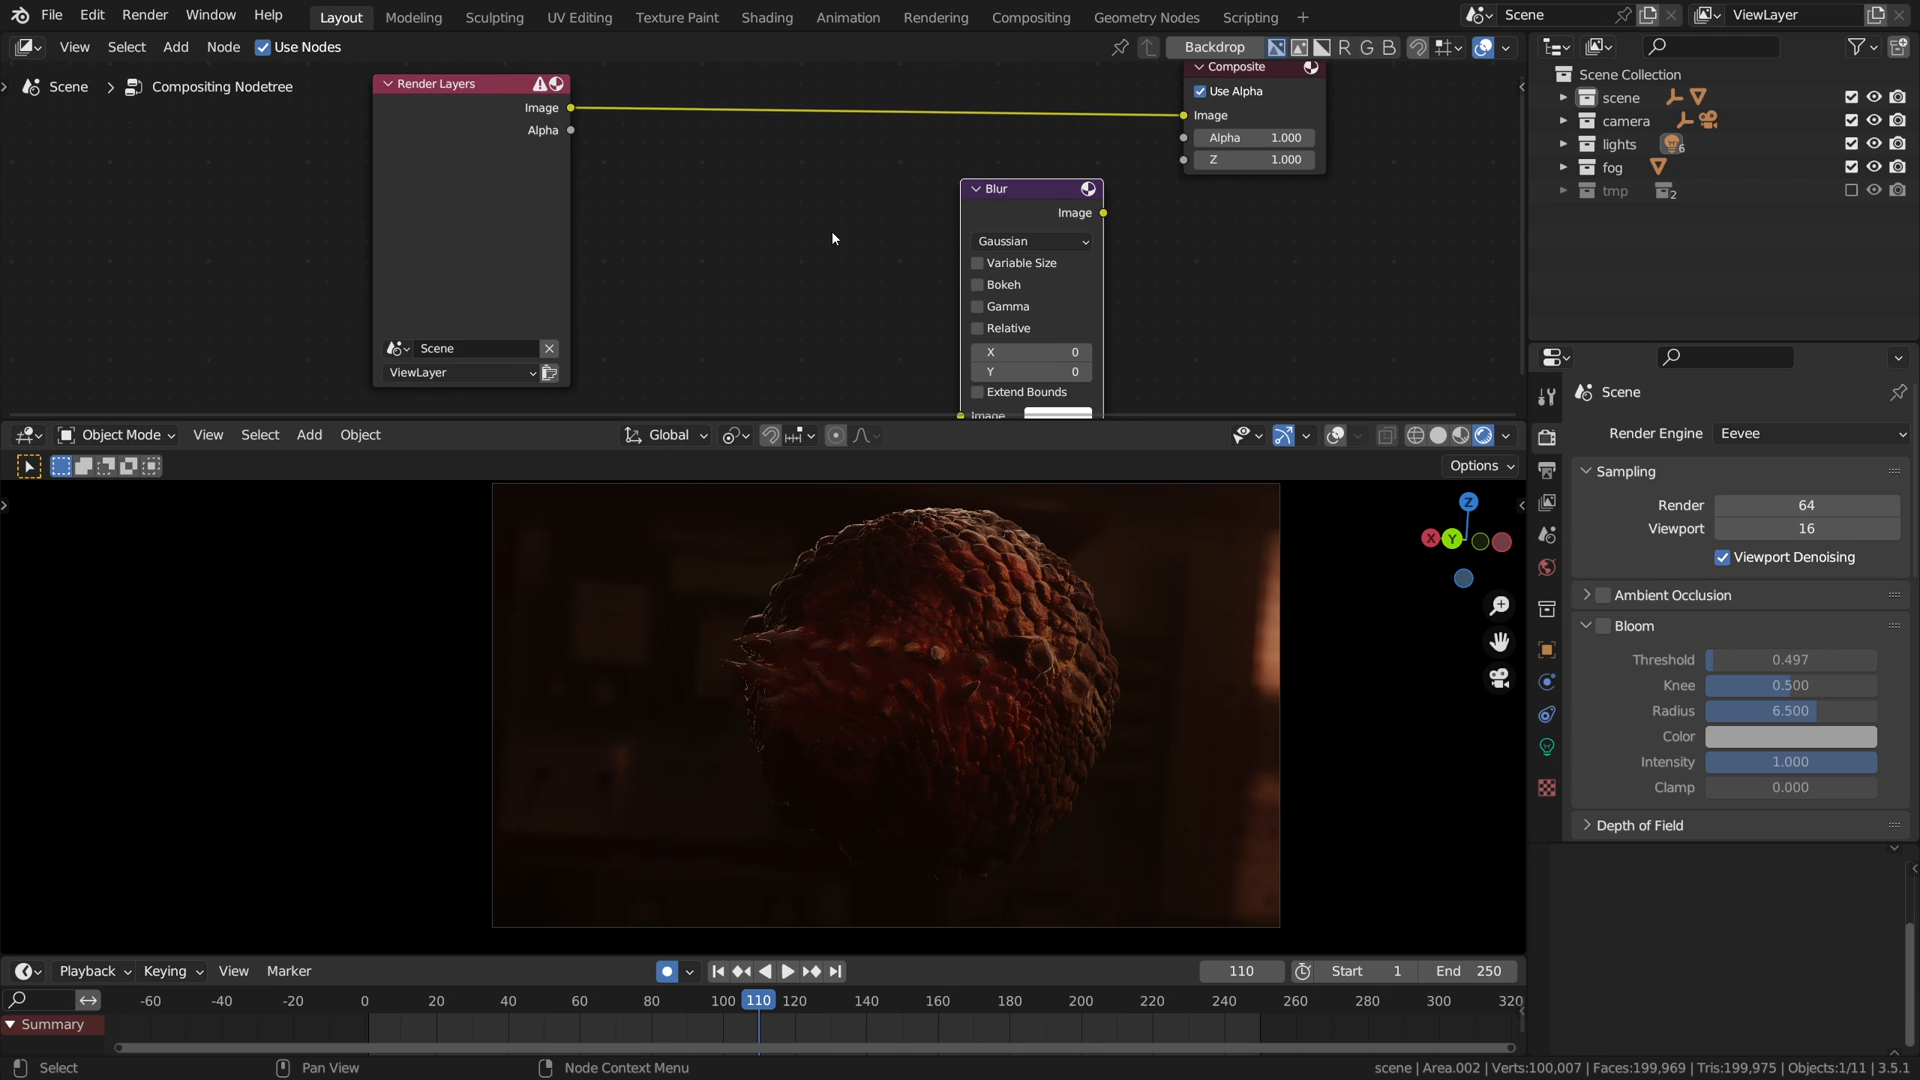 File Edit Render Window Help Layout Modeling Sculpting UV Editing Texture Paint Shading Animation Rendering Compositing Geometry Nodes Scripting + Scene ViewLayer
View Select Add Node Use Nodes Backdrop R G B
Scene > Compositing Nodetree
Render Layers
Image
Alpha
Scene
ViewLayer
Composite
Use Alpha
Image
Alpha 1.000
Z 1.000
Blur
Image
Gaussian
Variable Size
Bokeh
Gamma
Relative
X 0
Y 0
Extend Bounds
Image
Scene Collection
scene
camera
lights 6
fog
tmp 2
Object Mode View Select Add Object Global
Options
Z
X Y
Scene
Render Engine Eevee
Sampling
Render 64
Viewport 16
Viewport Denoising
Ambient Occlusion
Bloom
Threshold 0.497
Knee 0.500
Radius 6.500
Color
Intensity 1.000
Clamp 0.000
Depth of Field
Playback Keying View Marker 110 Start 1 End 250
-60 -40 -20 0 20 40 60 80 100 110 120 140 160 180 200 220 240 260 280 300 320
Summary
Select Pan View Node Context Menu scene | Area.002 | Verts:100,007 | Faces:199,969 | Tris:199,975 | Objects:1/11 | 3.5.1